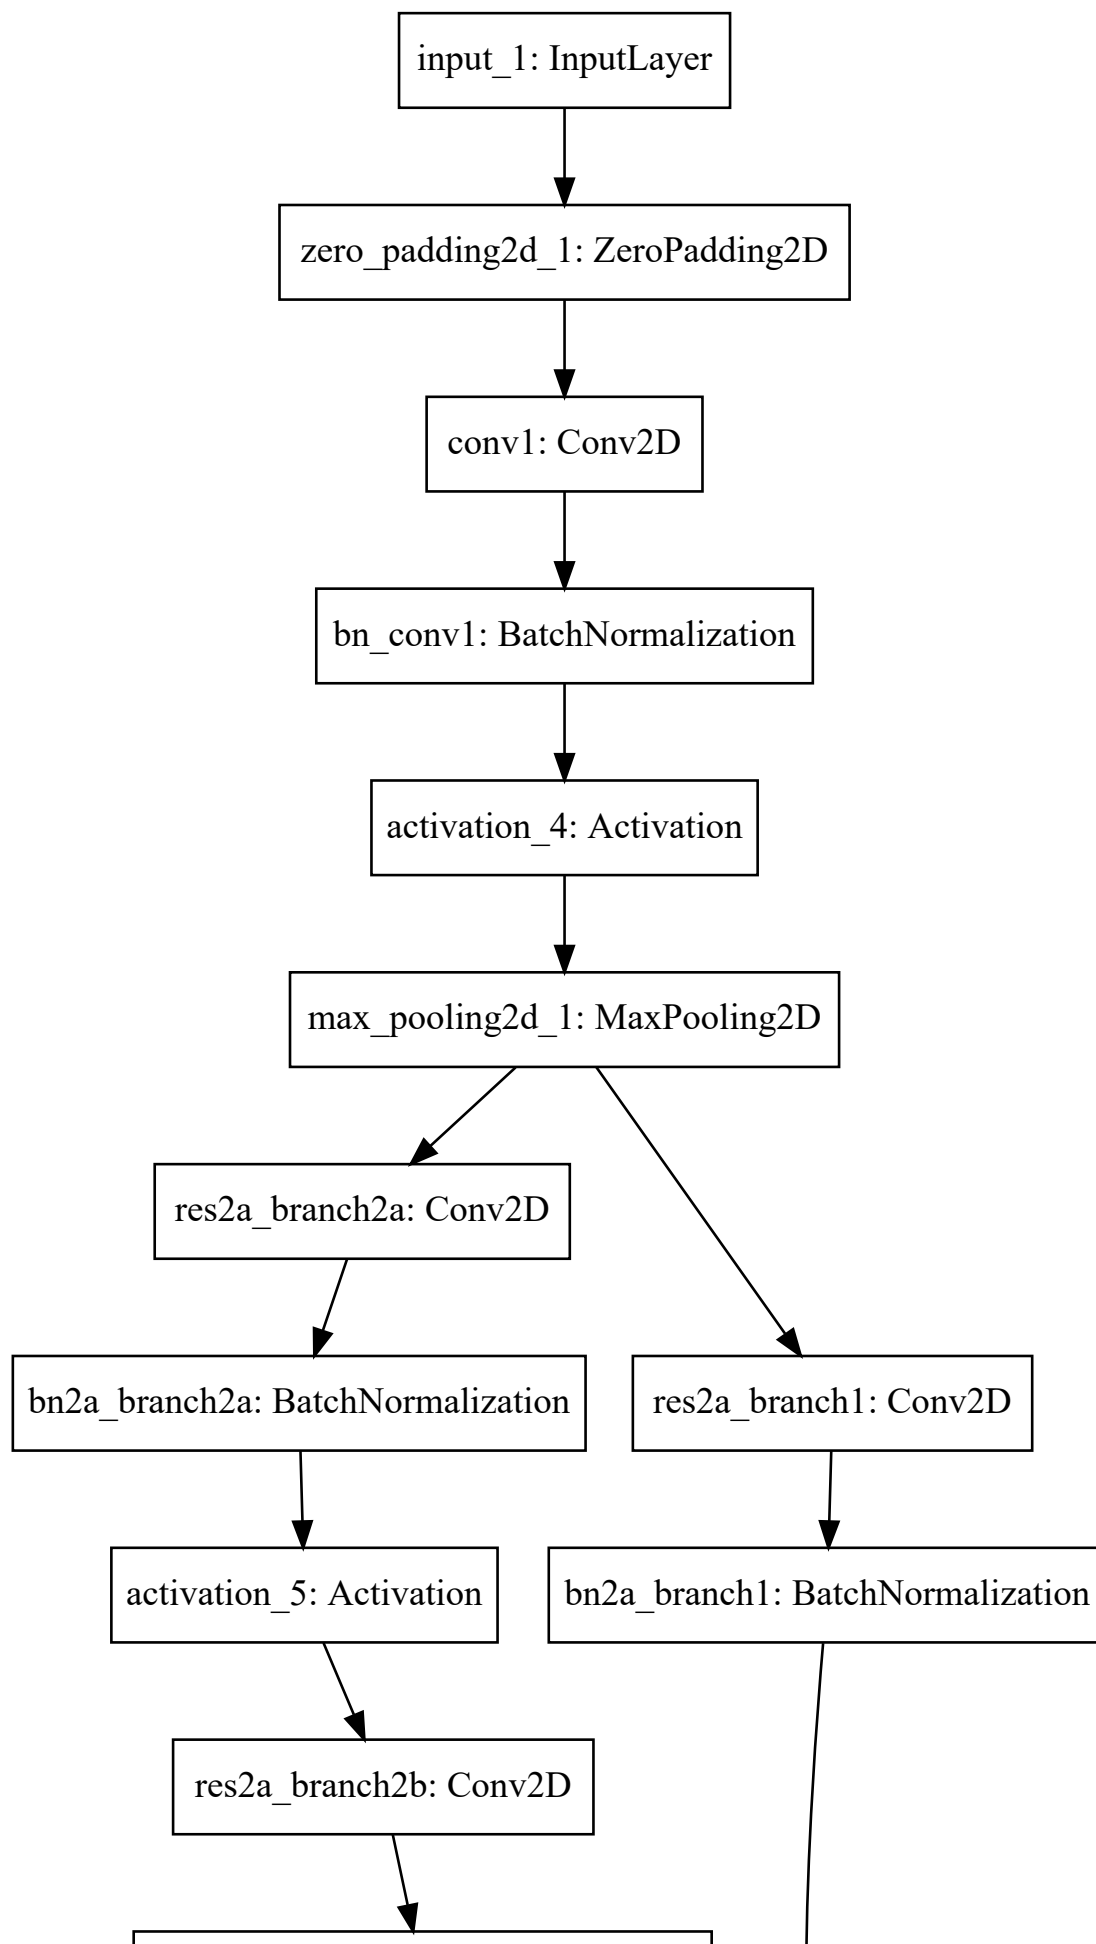 input_1: InputLayer
zero_padding2d_1: ZeroPadding2D
conv1: Conv2D
bn_conv1: BatchNormalization
activation_4: Activation
max_pooling2d_1: MaxPooling2D
res2a_branch2a: Conv2D
bn2a_branch2a: BatchNormalization
res2a_branch1: Conv2D
activation_5: Activation
bn2a_branch1: BatchNormalization
res2a_branch2b: Conv2D